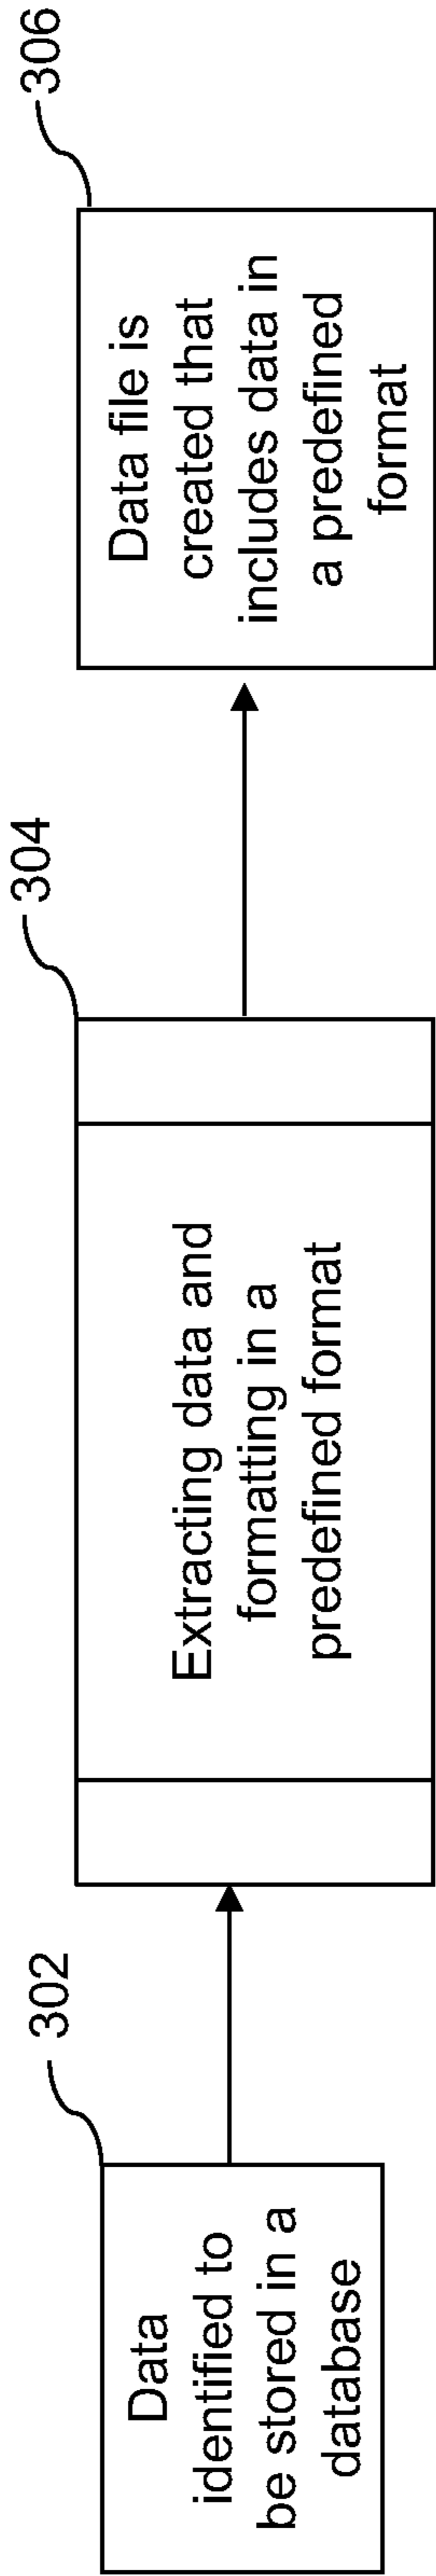 302
Data
identified to
be stored in a
database
304
Extracting data and
formatting in a
predefined format
306
Data file is
created that
includes data in
a predefined
format